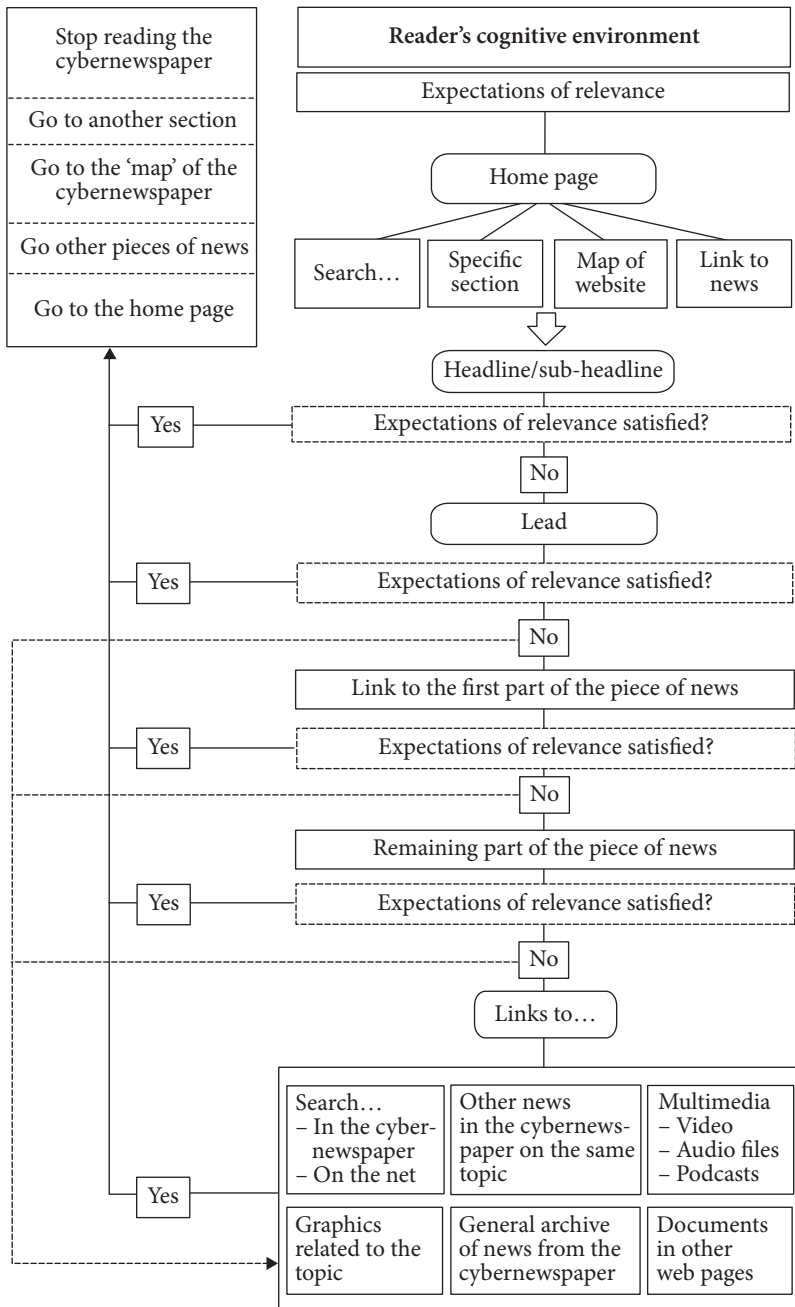 Stop reading the
cybernewspaper
Go to another section
Go to the ‘map’ of the
cybernewspaper
Go other pieces of news
Go to the home page
Reader’s cognitive environment
Expectations of relevance
Home page
Search…
Specific
section
Map of
website
Link to
news
Headline/sub-headline
Yes
Expectations of relevance satisfied?
No
Lead
Yes
Expectations of relevance satisfied?
No
Link to the first part of the piece of news
Yes
Expectations of relevance satisfied?
No
Remaining part of the piece of news
Yes
Expectations of relevance satisfied?
No
Links to…
Yes
Search…
– In the cyber-
newspaper
– On the net
Other news
in the cybernews-
paper on the same
topic
Multimedia
– Video
– Audio files
– Podcasts
Graphics
related to the
topic
General archive
of news from the
cybernewspaper
Documents
in other
web pages